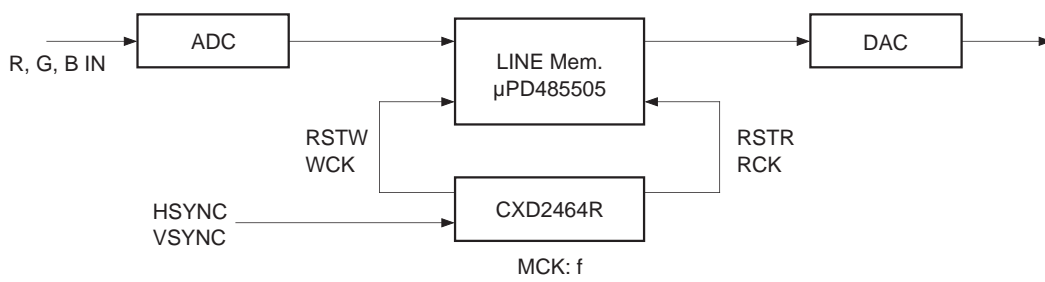 ADC
R, G, B IN
LINE Mem.
µPD485505
DAC
RSTW
WCK
RSTR
RCK
HSYNC
VSYNC
CXD2464R
MCK: f